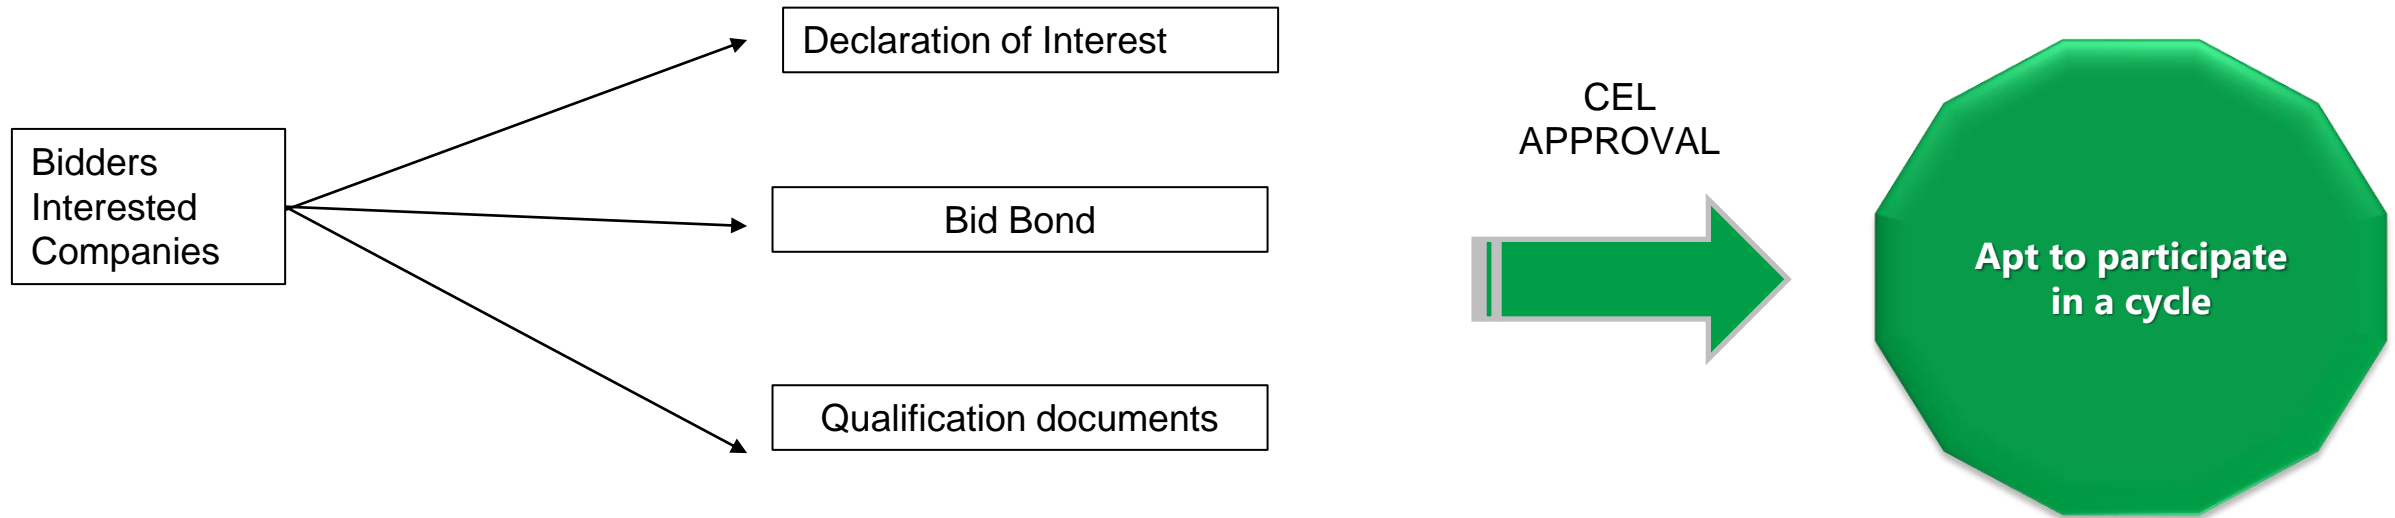 Bidders
Interested
Companies
Declaration of Interest
Bid Bond
Qualification documents
CEL
APPROVAL
Apt to participate
in a cycle